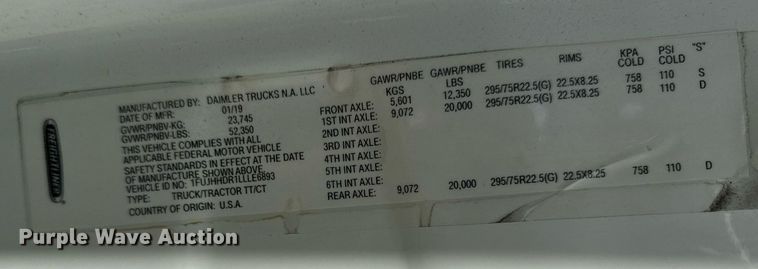 FREIGHTLINER
MANUFACTURED BY: DAIMLER TRUCKS N.A. LLC
DATE OF MFR: 01/19
GVWR/PNBV-KG: 23,745
GVWR/PNBV-LBS: 52,350
THIS VEHICLE COMPLIES WITH ALL
APPLICABLE FEDERAL MOTOR VEHICLE
SAFETY STANDARDS IN EFFECT AT THE DATE
OF MANUFACTURE SHOWN ABOVE.
VEHICLE ID NO.: 1FUJHHDR1LLLE6893
TYPE: TRUCK/TRACTOR TT/CT
COUNTRY OF ORIGIN: U.S.A.
GAWR/PNBE KGS GAWR/PNBE LBS TIRES RIMS KPA COLD PSI COLD "S"
FRONT AXLE: 5,601 12,350 295/75R22.5(G) 22.5X8.25 758 110 S
1ST INT AXLE: 9,072 20,000 295/75R22.5(G) 22.5X8.25 758 110 D
2ND INT AXLE:
3RD INT AXLE:
4TH INT AXLE:
5TH INT AXLE:
6TH INT AXLE:
REAR AXLE: 9,072 20,000 295/75R22.5(G) 22.5X8.25 758 110 D
Purple Wave Auction